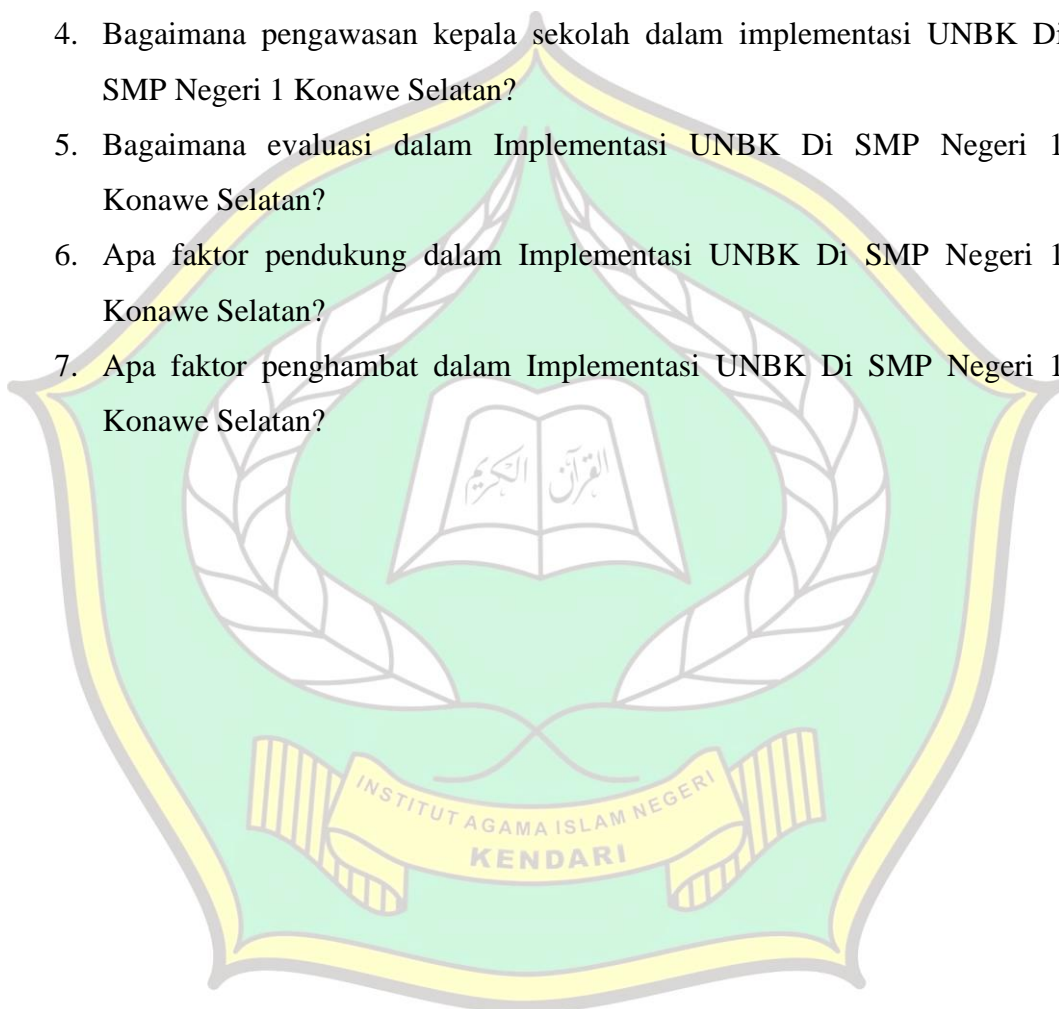 4. Bagaimana pengawasan kepala sekolah dalam implementasi UNBK Di
SMP Negeri 1 Konawe Selatan?
5. Bagaimana evaluasi dalam Implementasi UNBK Di SMP Negeri 1
Konawe Selatan?
6. Apa faktor pendukung dalam Implementasi UNBK Di SMP Negeri 1
Konawe Selatan?
7. Apa faktor penghambat dalam Implementasi UNBK Di SMP Negeri 1
Konawe Selatan?
القرآن الكريم
INSTITUT AGAMA ISLAM NEGERI
KENDARI